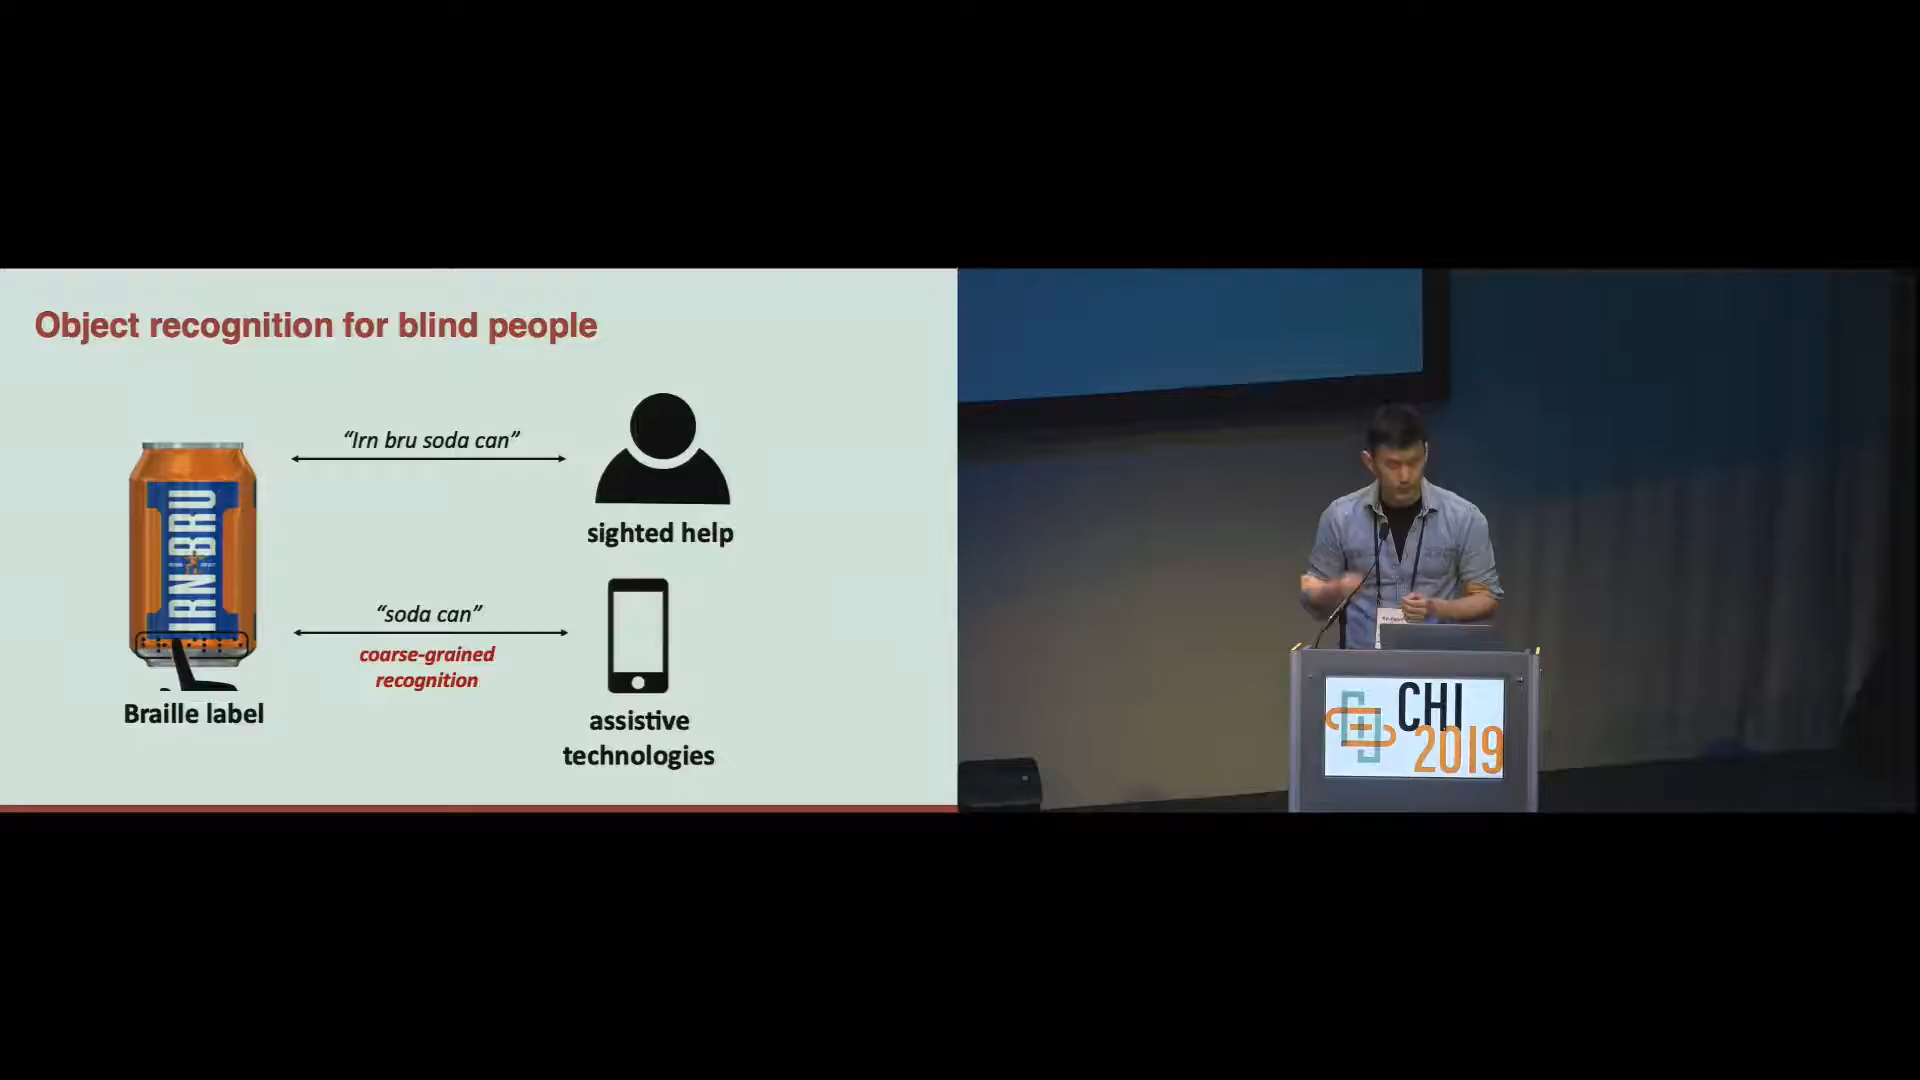 Object recognition for blind people
“Irn bru soda can”
sighted help
IRN BRU
“soda can”
coarse-grained
recognition
Braille label
assistive
technologies
CHI
2019